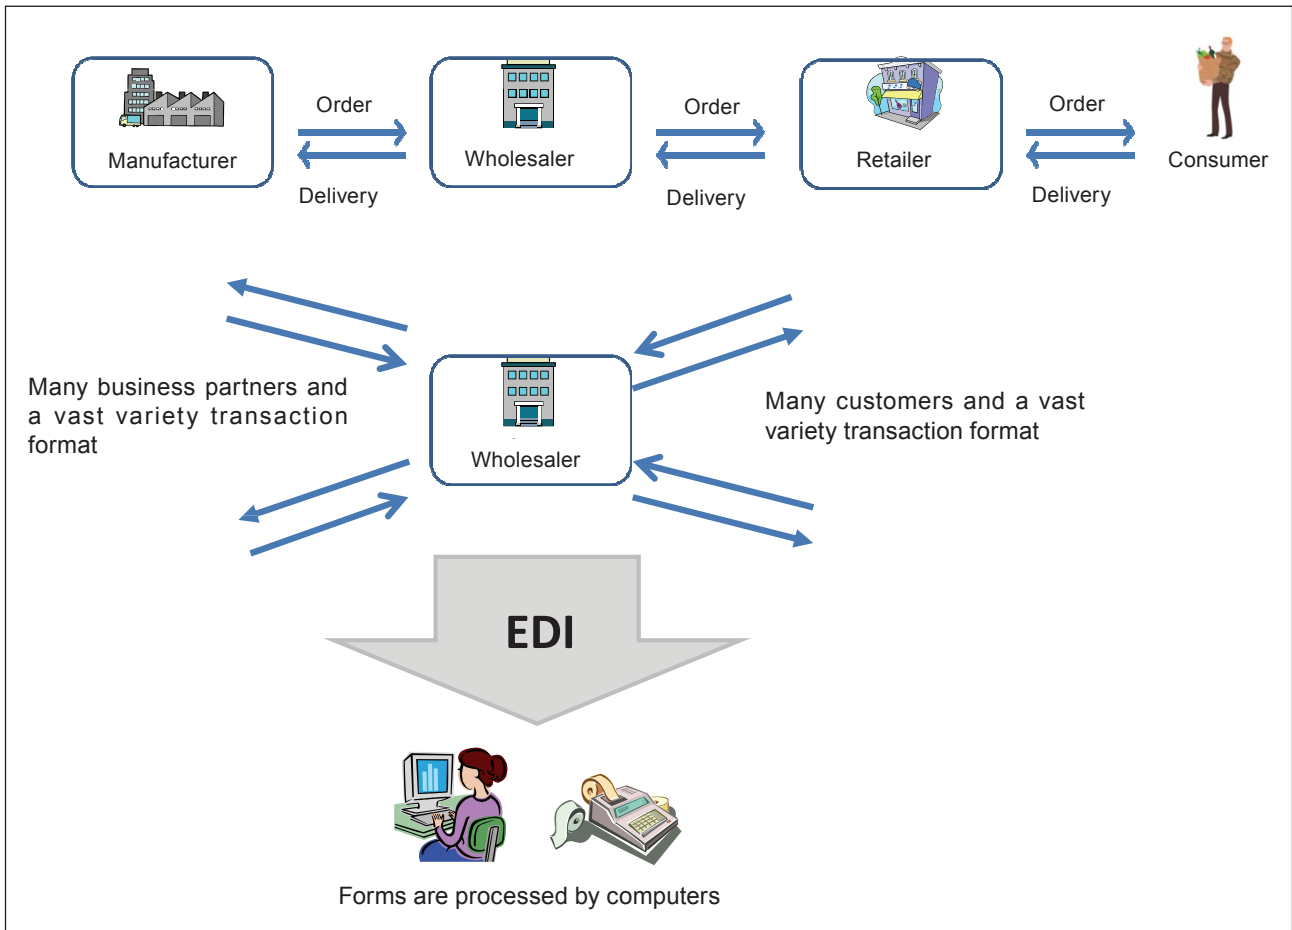 Order
Order
Order
Manufacturer
Wholesaler
Retailer
Consumer
Delivery
Delivery
Delivery
Many business partners and
a vast variety transaction
format
Many customers and a vast
variety transaction format
Wholesaler
EDI
Forms are processed by computers